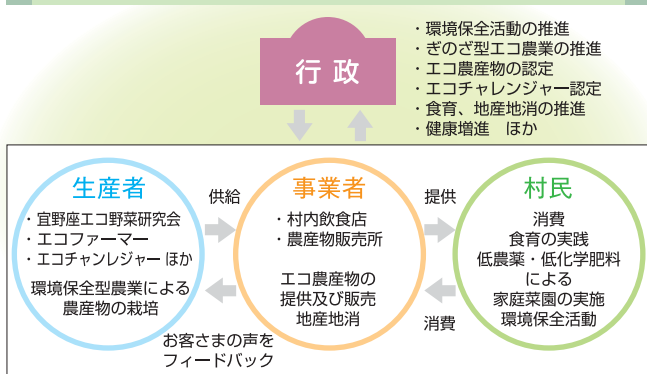 行 政
・環境保全活動の推進
・ぎのざ型エコ農業の推進
・エコ農産物の認定
・エコチャレンジャー認定
・食育、地産地消の推進
・健康増進　ほか
生産者
・宜野座エコ野菜研究会
・エコファーマー
・エコチャンレジャー ほか
環境保全型農業による
農産物の栽培
供給
お客さまの声を
フィードバック
事業者
・村内飲食店
・農産物販売所
エコ農産物の
提供及び販売
地産地消
提供
消費
村民
消費
食育の実践
低農薬・低化学肥料
による
家庭菜園の実施
環境保全活動